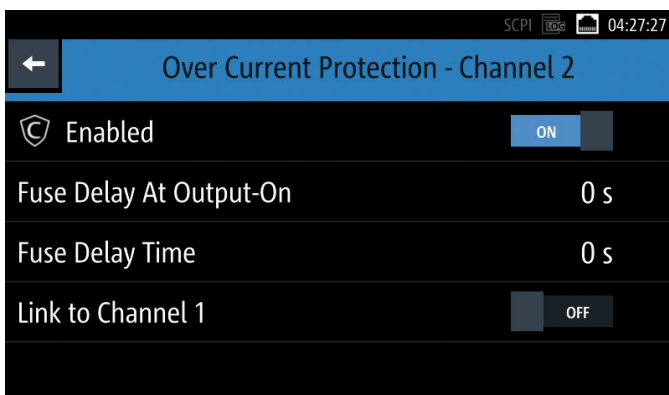 SCPI LOG 04:27:27
Over Current Protection - Channel 2
C Enabled ON
Fuse Delay At Output-On 0 s
Fuse Delay Time 0 s
Link to Channel 1 OFF